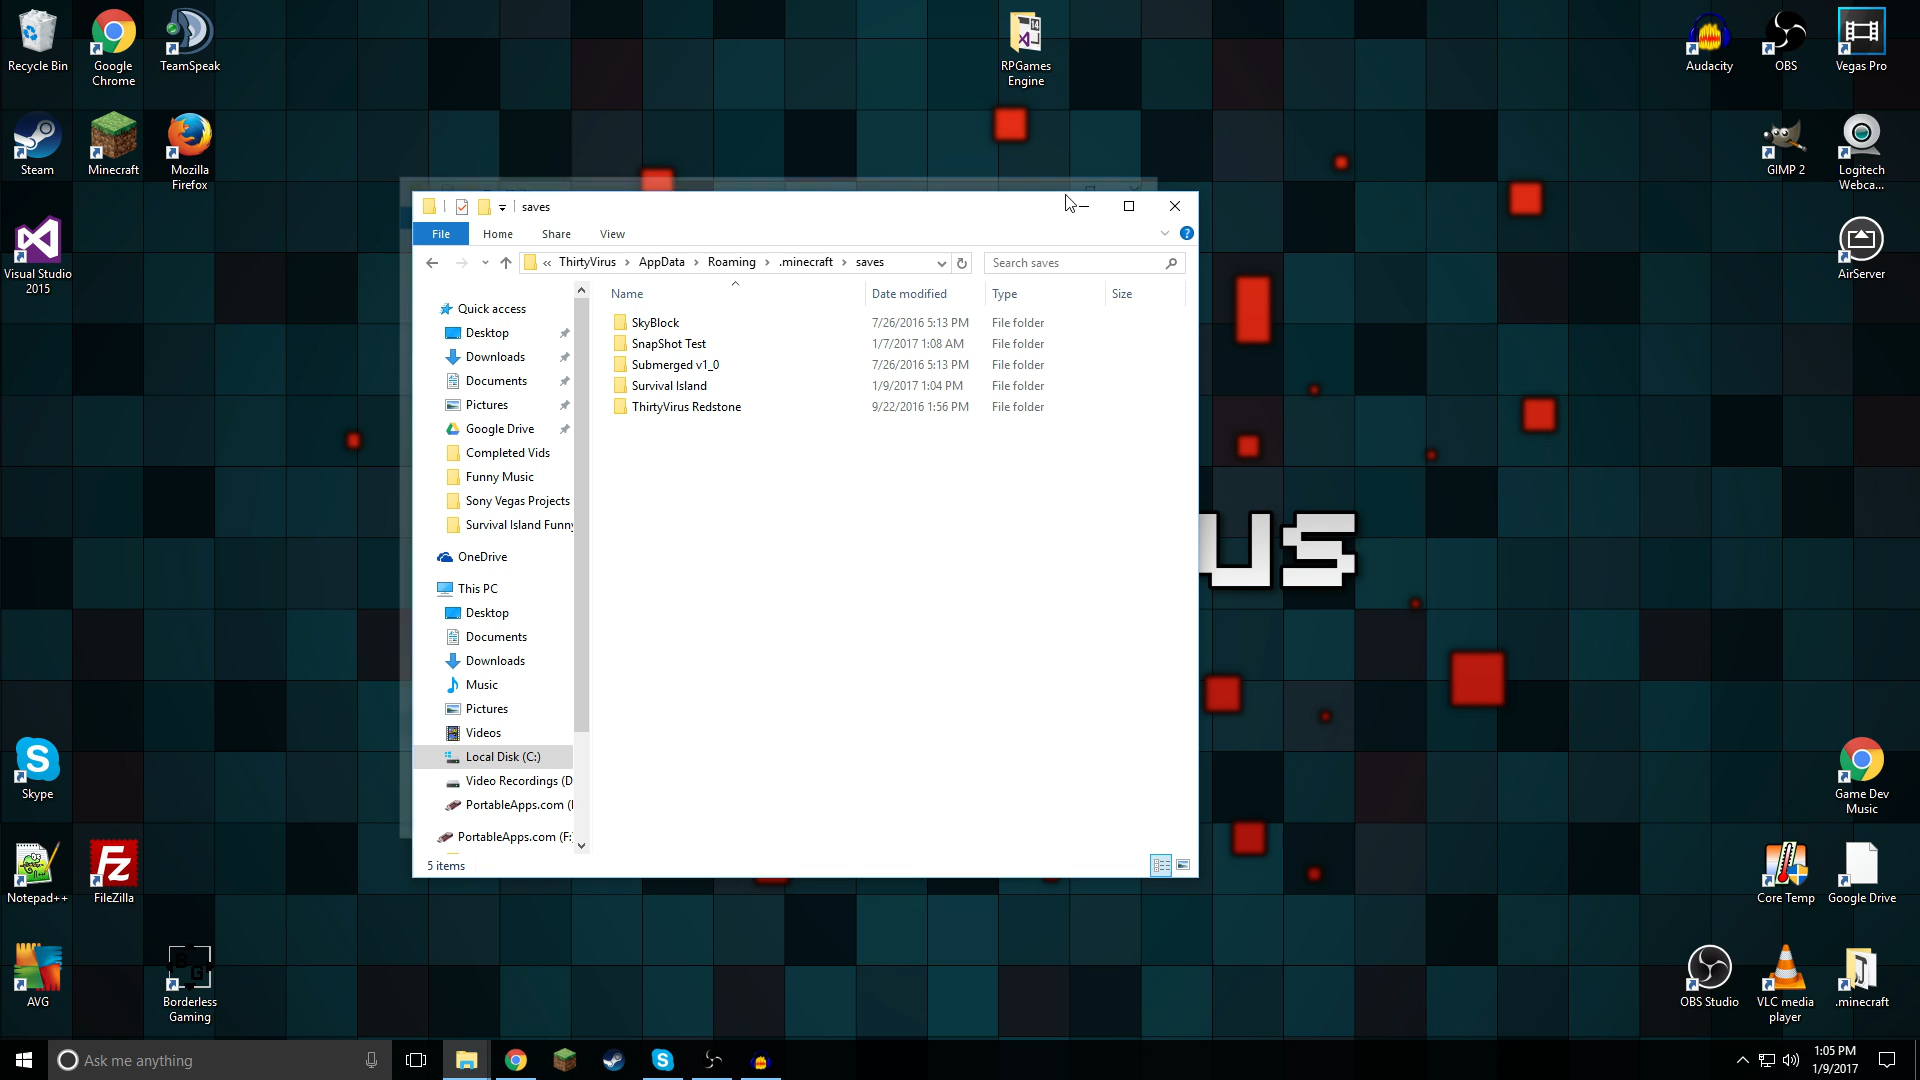 Recycle Bin
Google
Chrome
TeamSpeak
RPGames
Engine
Audacity
OBS
Vegas Pro
Steam
Minecraft
Mozilla
Firefox
GIMP 2
Logitech
Webca...
Visual Studio
2015
AirServer
saves
File
Home
Share
View
« ThirtyVirus › AppData › Roaming › .minecraft › saves
Search saves
Name
Date modified
Type
Size
SkyBlock 7/26/2016 5:13 PM File folder
SnapShot Test 1/7/2017 1:08 AM File folder
Submerged v1_0 7/26/2016 5:13 PM File folder
Survival Island 1/9/2017 1:04 PM File folder
ThirtyVirus Redstone 9/22/2016 1:56 PM File folder
Quick access
Desktop
Downloads
Documents
Pictures
Google Drive
Completed Vids
Funny Music
Sony Vegas Projects
Survival Island Funny
OneDrive
This PC
Desktop
Documents
Downloads
Music
Pictures
Videos
Local Disk (C:)
Video Recordings (D
PortableApps.com (
PortableApps.com (F:
5 items
US
Skype
Game Dev
Music
Notepad++
FileZilla
Core Temp
Google Drive
AVG
Borderless
Gaming
OBS Studio
VLC media
player
.minecraft
Ask me anything
1:05 PM
1/9/2017